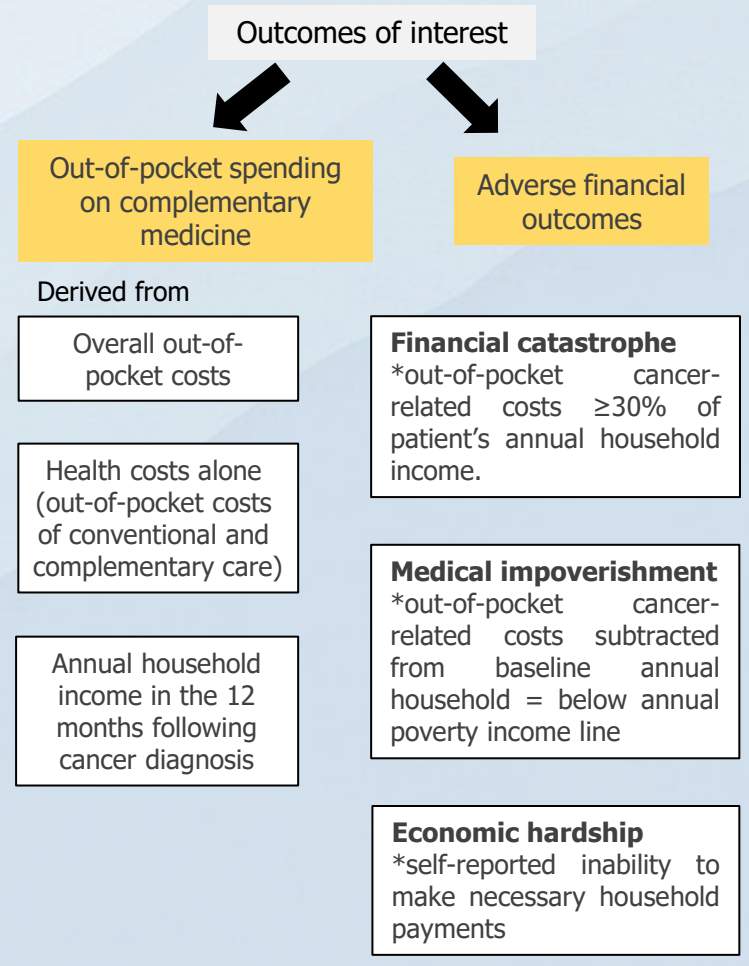 Outcomes of interest
Out-of-pocket spending
on complementary
medicine
Adverse financial
outcomes
Derived from
Overall out-of-
pocket costs
Health costs alone
(out-of-pocket costs
of conventional and
complementary care)
Annual household
income in the 12
months following
cancer diagnosis
Financial catastrophe
*out-of-pocket cancer-
related costs ≥30% of
patient’s annual household
income.
Medical impoverishment
*out-of-pocket cancer-
related costs subtracted
from baseline annual
household = below annual
poverty income line
Economic hardship
*self-reported inability to
make necessary household
payments